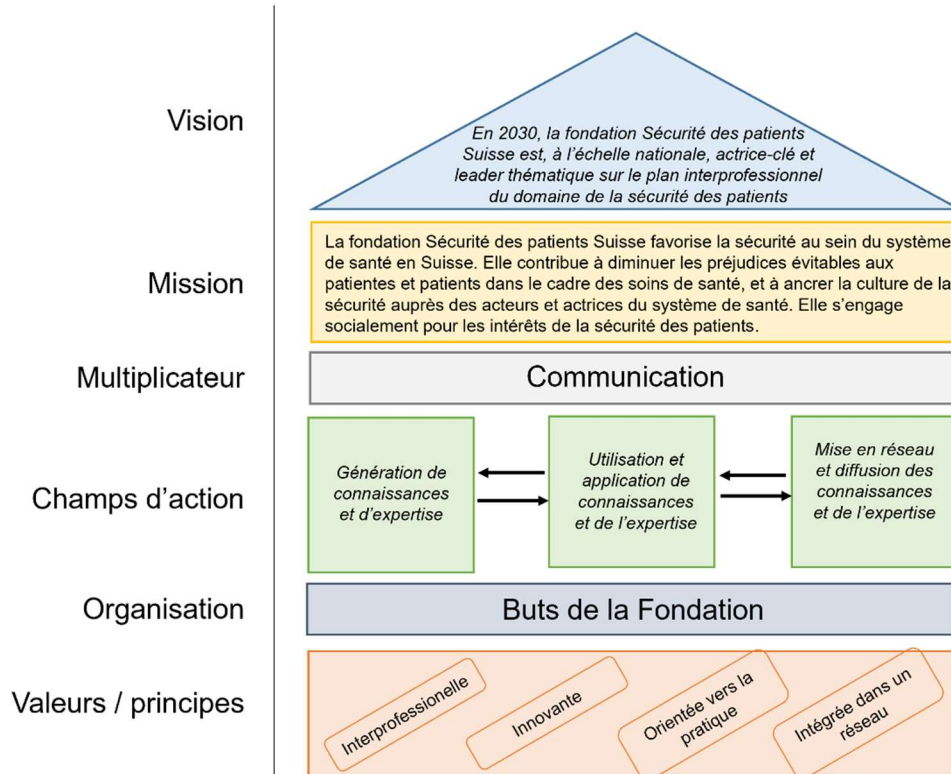 Vision
En 2030, la fondation Sécurité des patients
Suisse est, à l’échelle nationale, actrice-clé et
leader thématique sur le plan interprofessionnel
du domaine de la sécurité des patients
Mission
La fondation Sécurité des patients Suisse favorise la sécurité au sein du système
de santé en Suisse. Elle contribue à diminuer les préjudices évitables aux
patientes et patients dans le cadre des soins de santé, et à ancrer la culture de la
sécurité auprès des acteurs et actrices du système de santé. Elle s’engage
socialement pour les intérêts de la sécurité des patients.
Multiplicateur
Communication
Champs d’action
Génération de
connaissances
et d’expertise
Utilisation et
application de
connaissances
et de l’expertise
Mise en réseau
et diffusion des
connaissances
et de l’expertise
Organisation
Buts de la Fondation
Valeurs / principes
Interprofessionelle
Innovante
Orientée vers la
pratique
Intégrée dans un
réseau